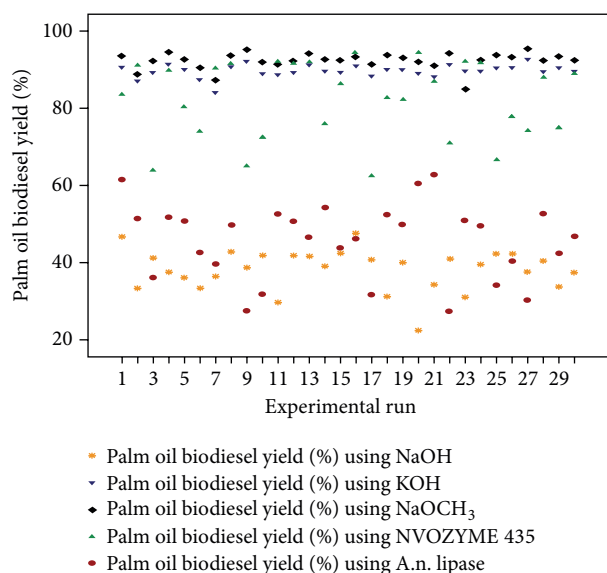 100
80
60
40
20
Palm oil biodiesel yield (%)
1 3 5 7 9 11 13 15 17 19 21 23 25 27 29
Experimental run
Palm oil biodiesel yield (%) using NaOH
Palm oil biodiesel yield (%) using KOH
Palm oil biodiesel yield (%) using NaOCH₃
Palm oil biodiesel yield (%) using NVOZYME 435
Palm oil biodiesel yield (%) using A.n. lipase